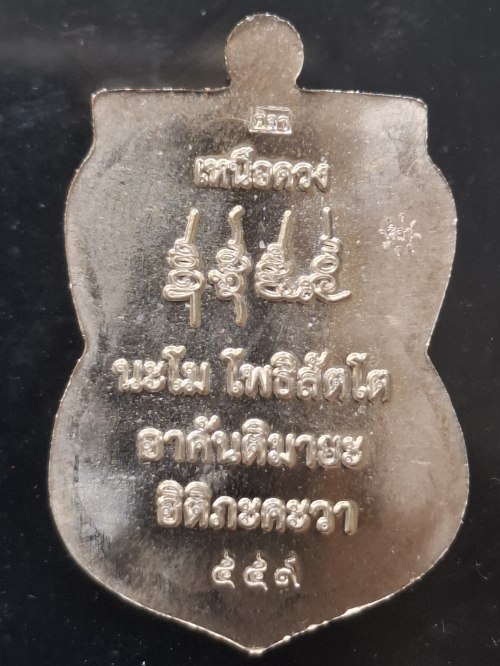 เหนือดวง
นะโม โพธิสัตโต
อาคันติมายะ
อิติภะคะวา
๕๕๙